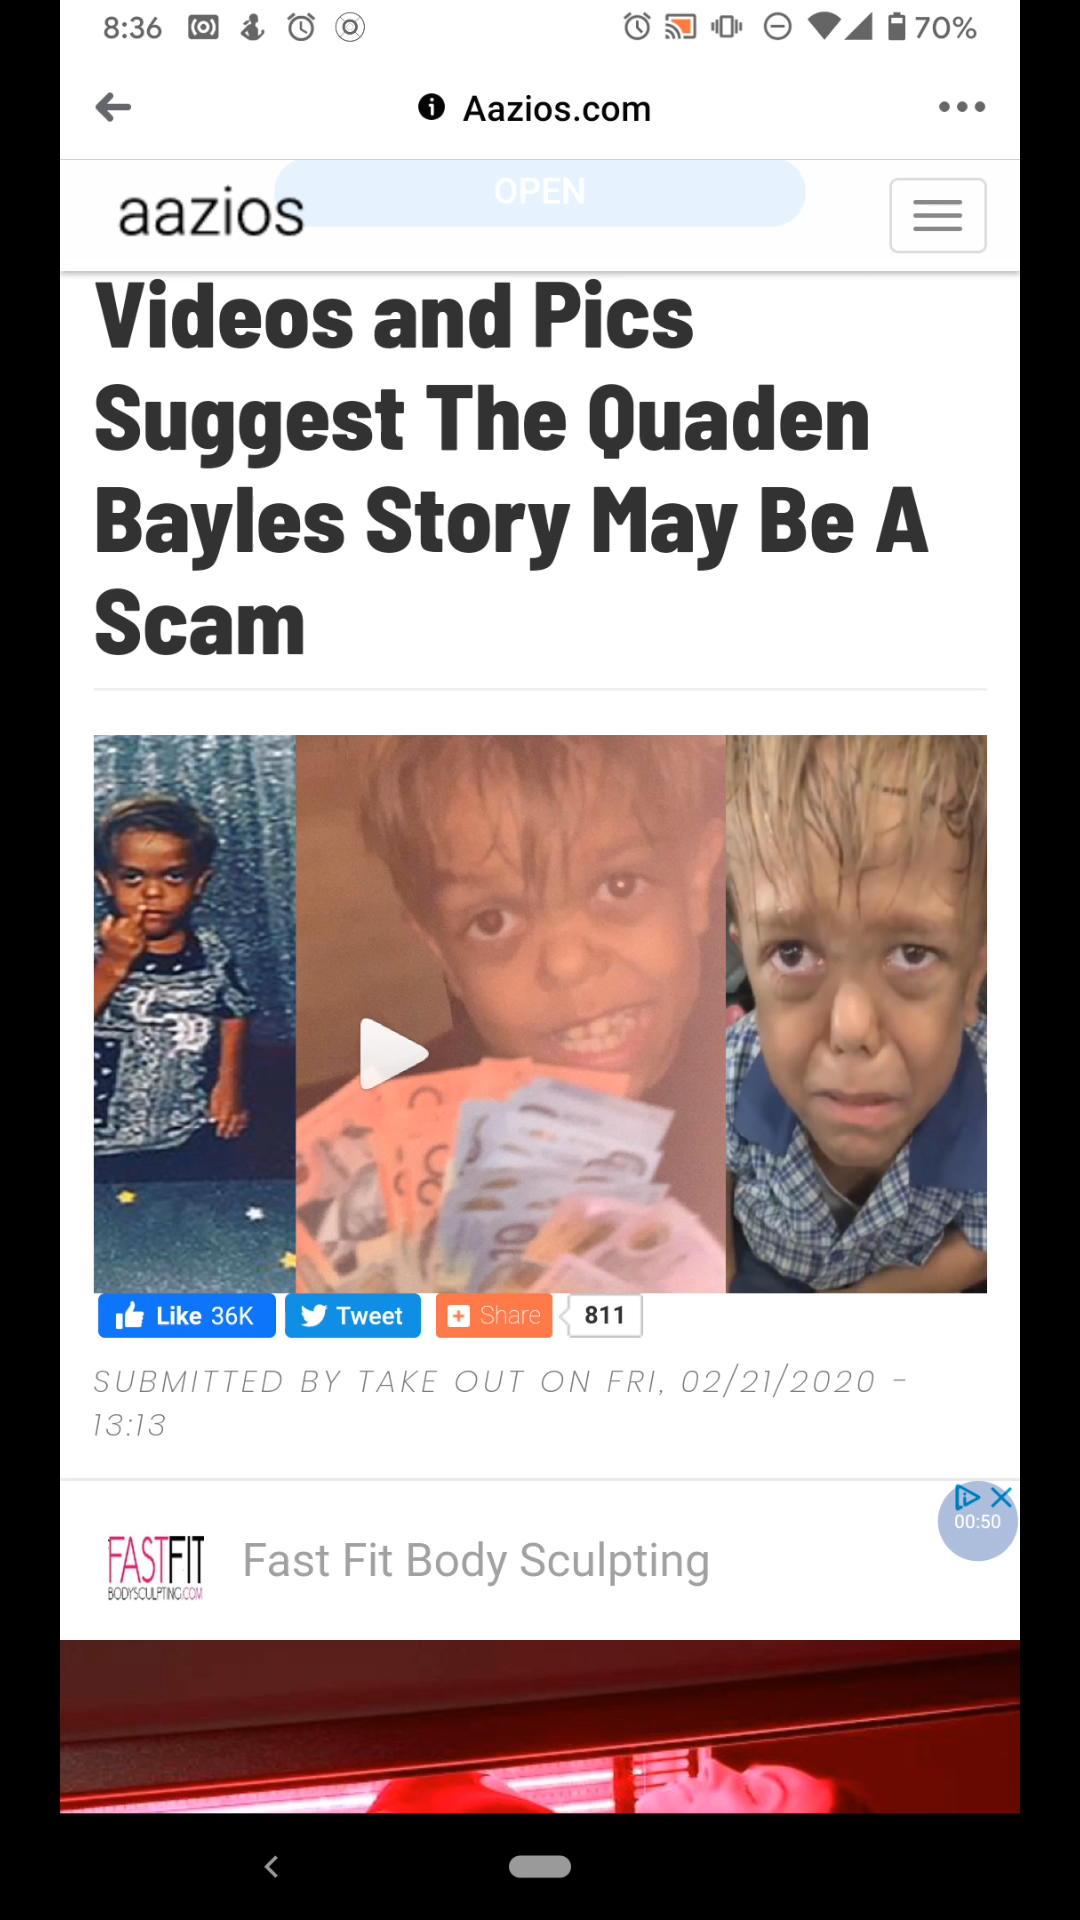 8:36
70%
Aazios.com
OPEN
aazios
Videos and Pics
Suggest The Quaden
Bayles Story May Be A
Scam
Like 36K
Tweet
Share
811
SUBMITTED BY TAKE OUT ON FRI, 02/21/2020 -
13:13
00:50
FASTFIT
BODYSCULPTING.COM
Fast Fit Body Sculpting